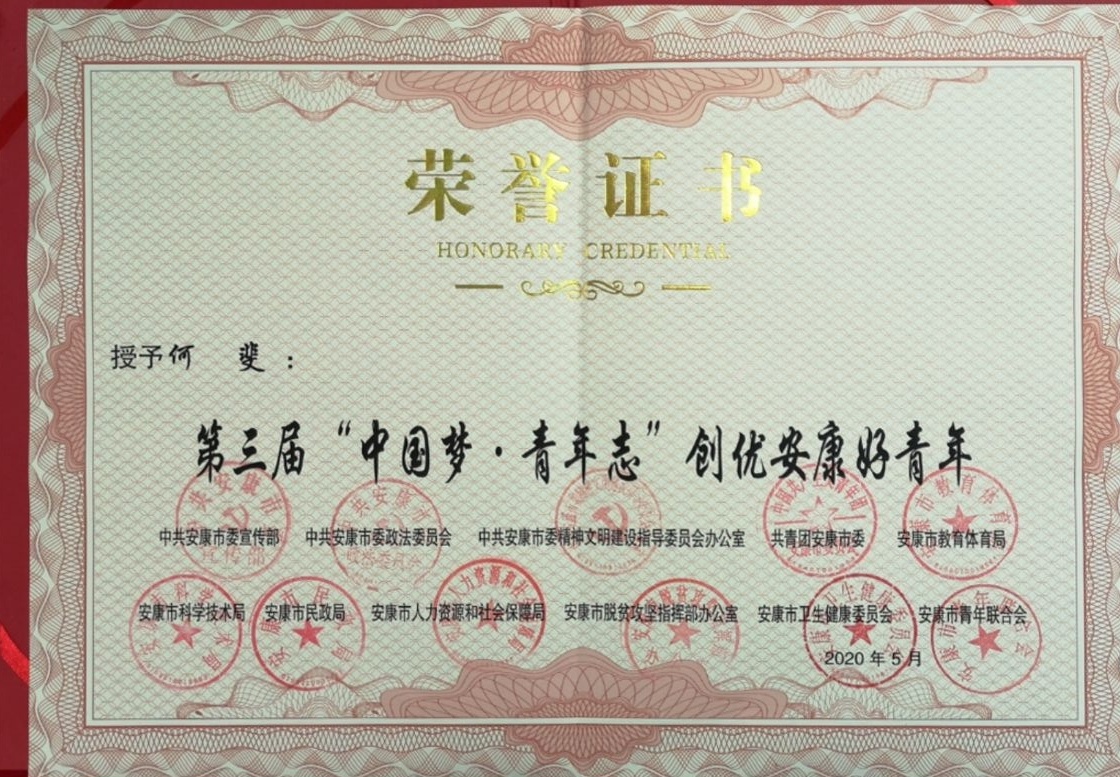 荣誉证书
HONORARY CREDENTIAL
授予何 斐：
第三届“中国梦·青年志”创优安康好青年
中共安康市委宣传部 中共安康市委政法委员会 中共安康市委精神文明建设指导委员会办公室 共青团安康市委 安康市教育体育局
安康市科学技术局 安康市民政局 安康市人力资源和社会保障局 安康市脱贫攻坚指挥部办公室 安康市卫生健康委员会 安康市青年联合会
2020 年 5 月